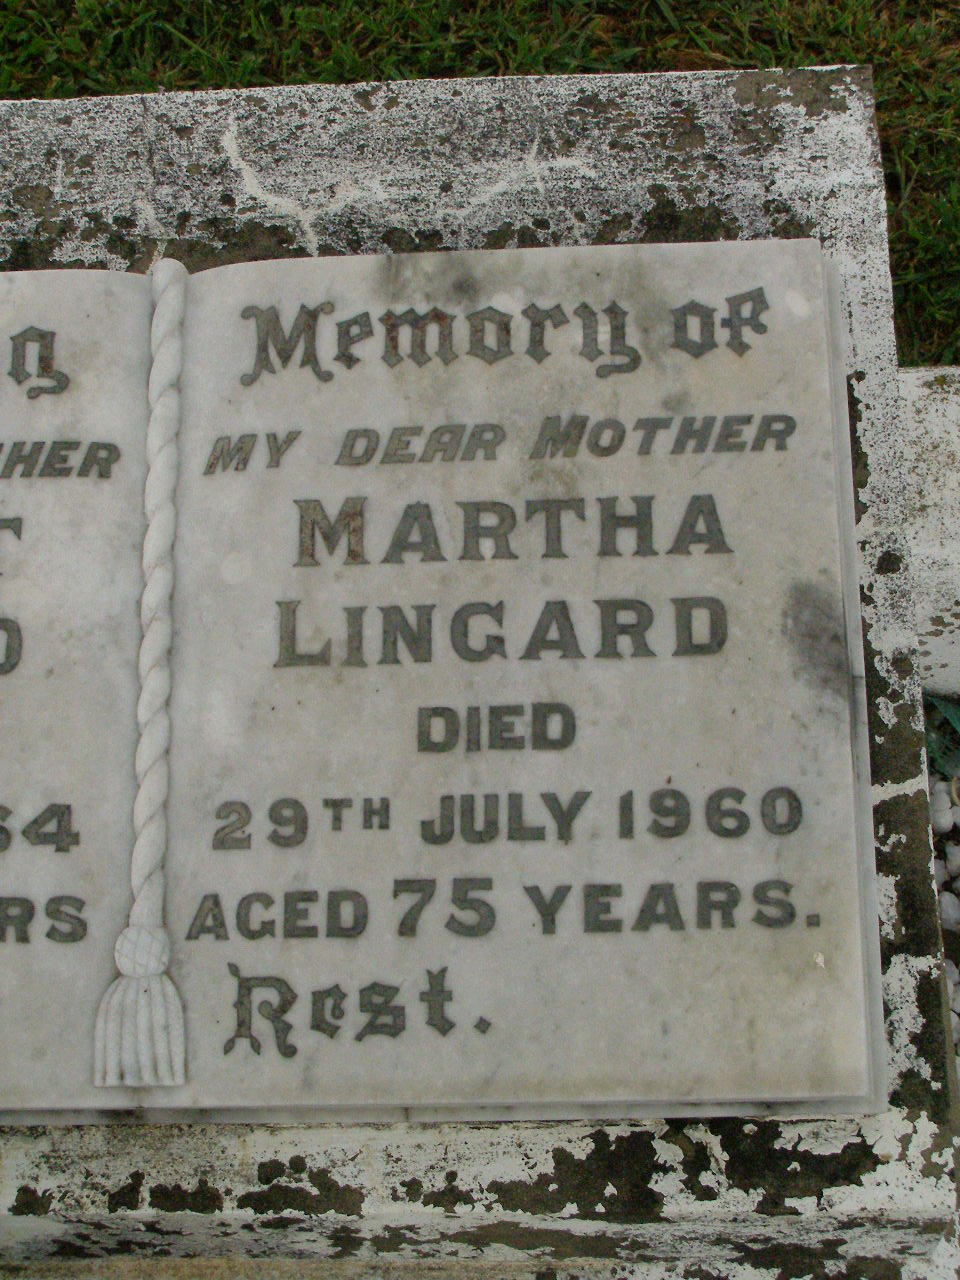 Memory of
MY DEAR MOTHER
MARTHA
LINGARD
DIED
29TH JULY 1960
AGED 75 YEARS.
Rest.